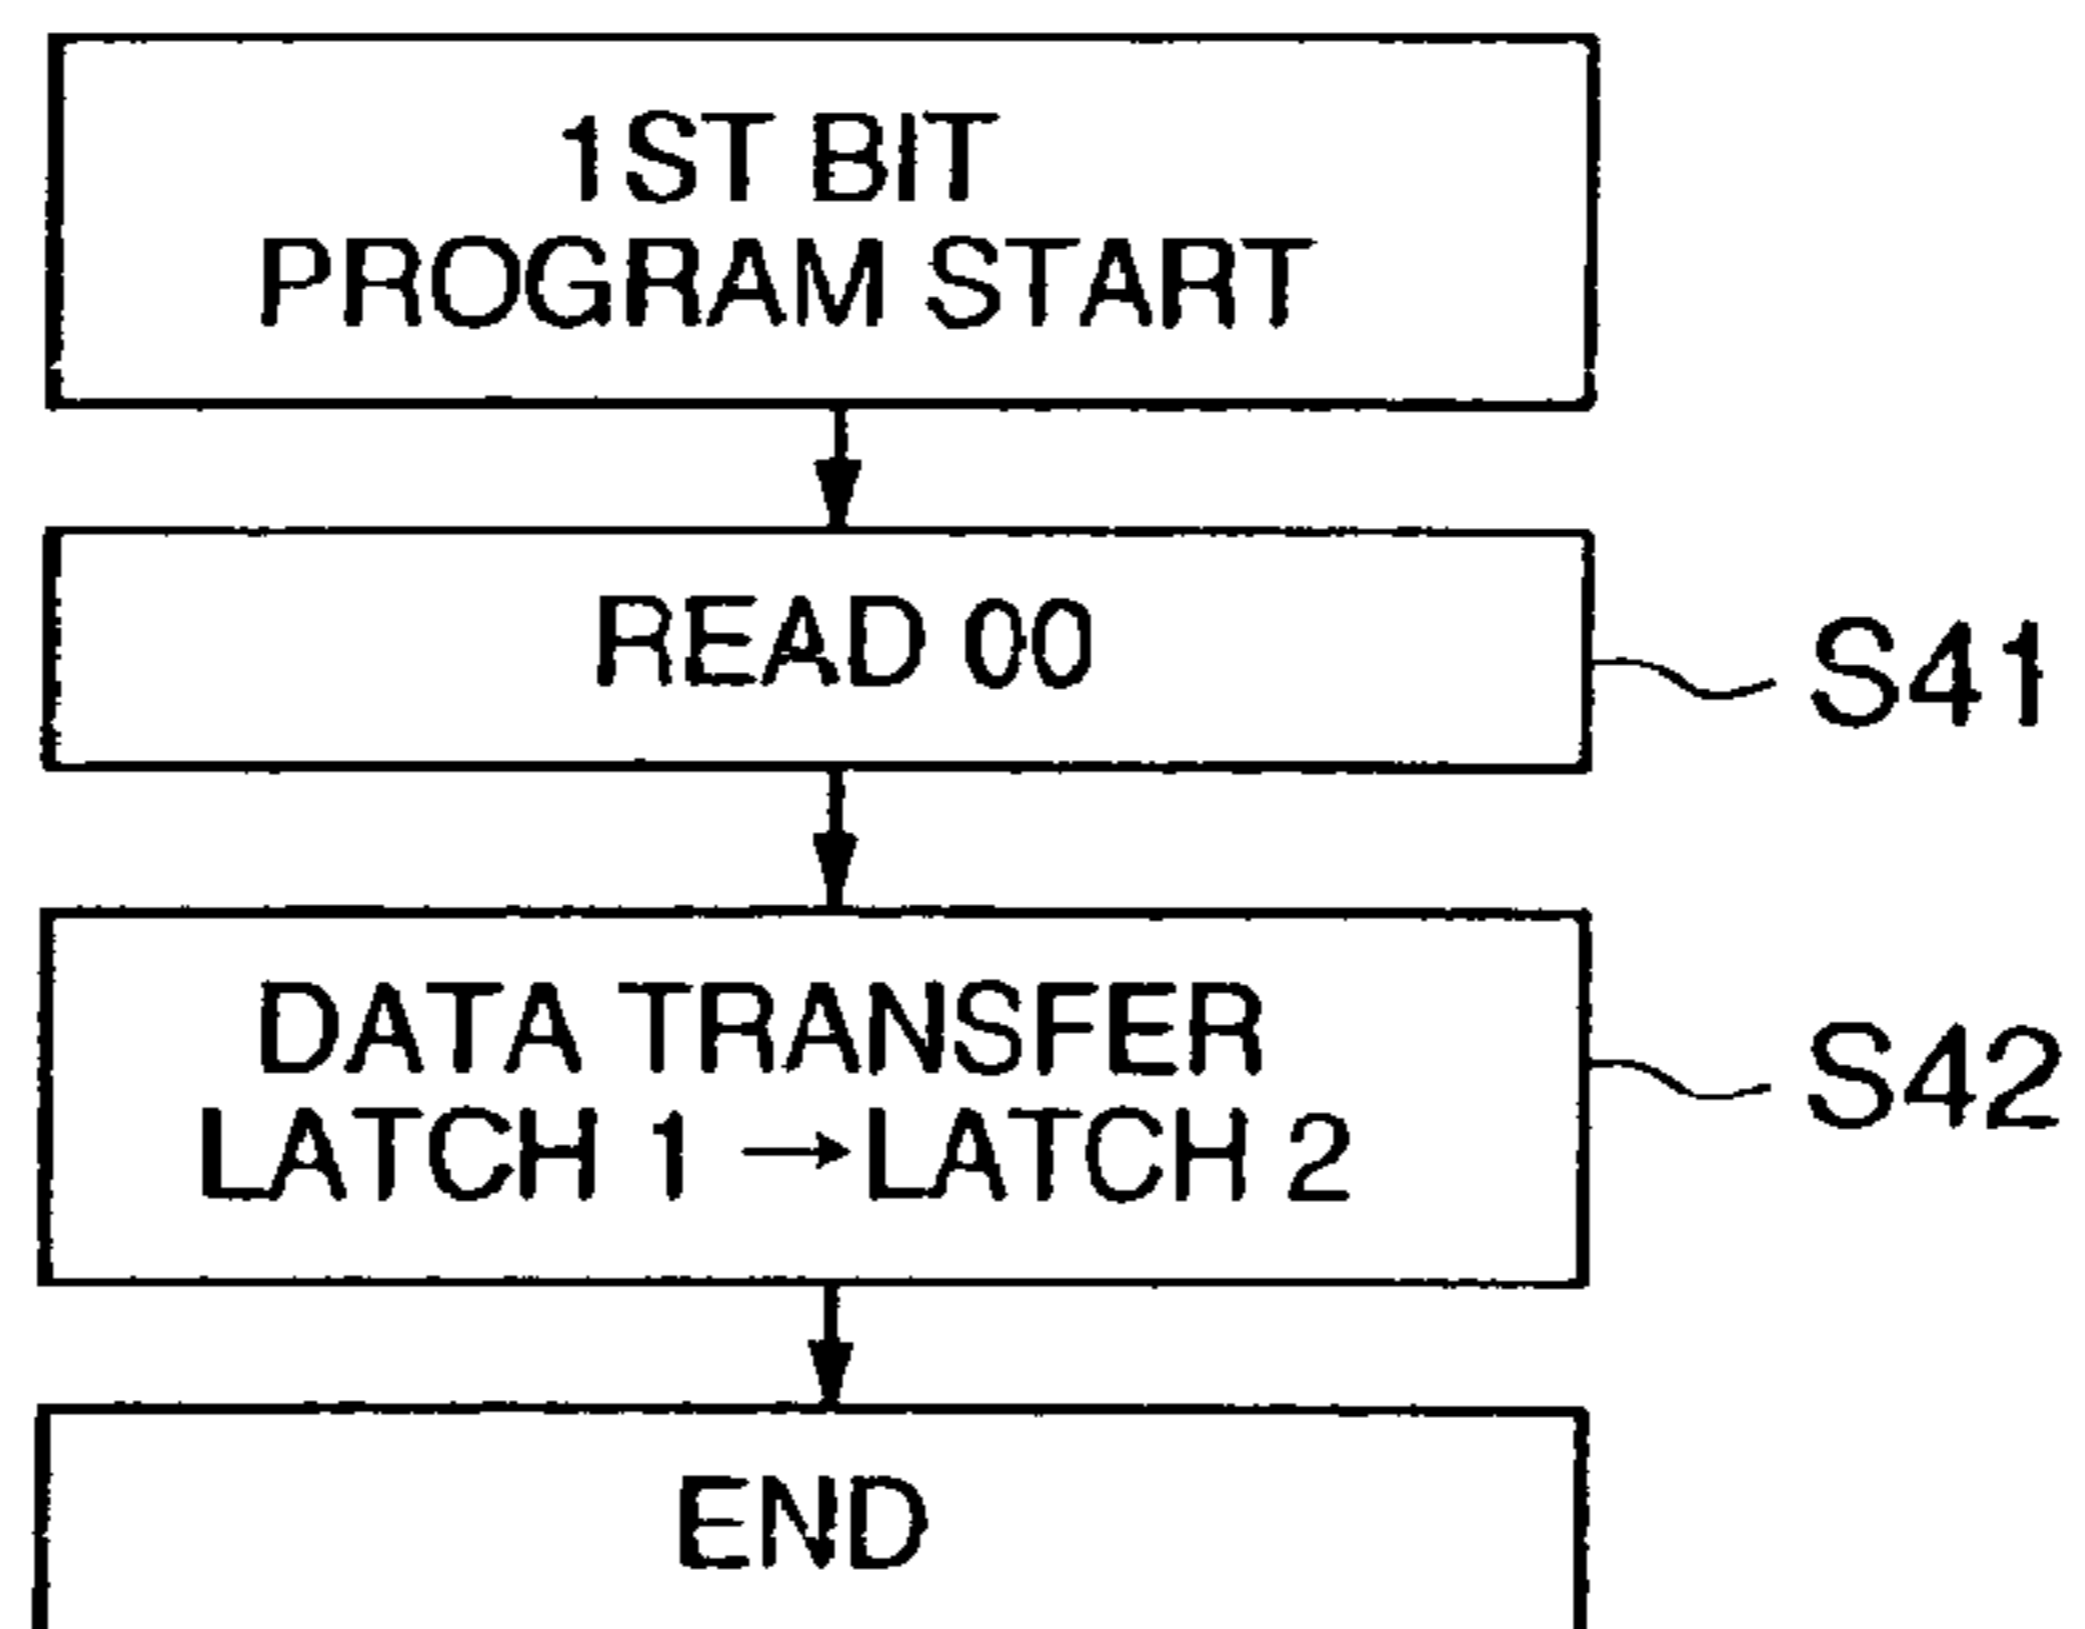 1ST BIT
PROGRAM START
READ 00
S41
DATA TRANSFER
LATCH 1 → LATCH 2
S42
END